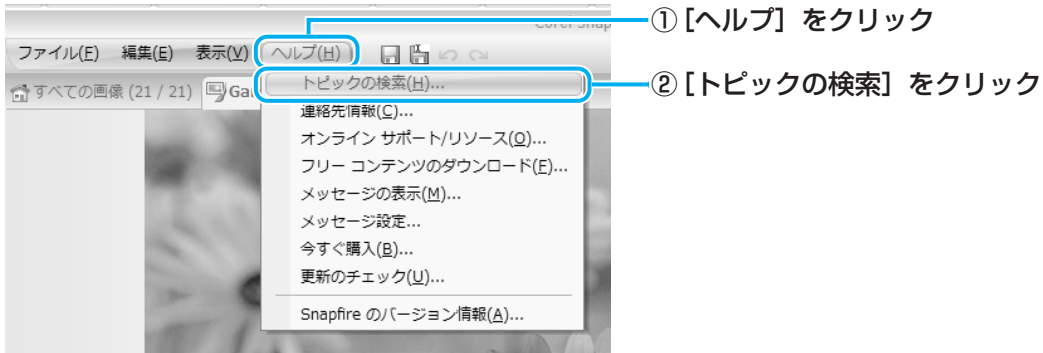 ①[ヘルプ]をクリック
ファイル(F) 編集(E) 表示(V) ヘルプ(H)
すべての画像 (21 / 21)
トピックの検索(H)...
②[トピックの検索]をクリック
連絡先情報(C)...
オンライン サポート/リソース(O)...
フリー コンテンツのダウンロード(F)...
メッセージの表示(M)...
メッセージ設定...
今すぐ購入(B)...
更新のチェック(U)...
Snapfire のバージョン情報(A)...